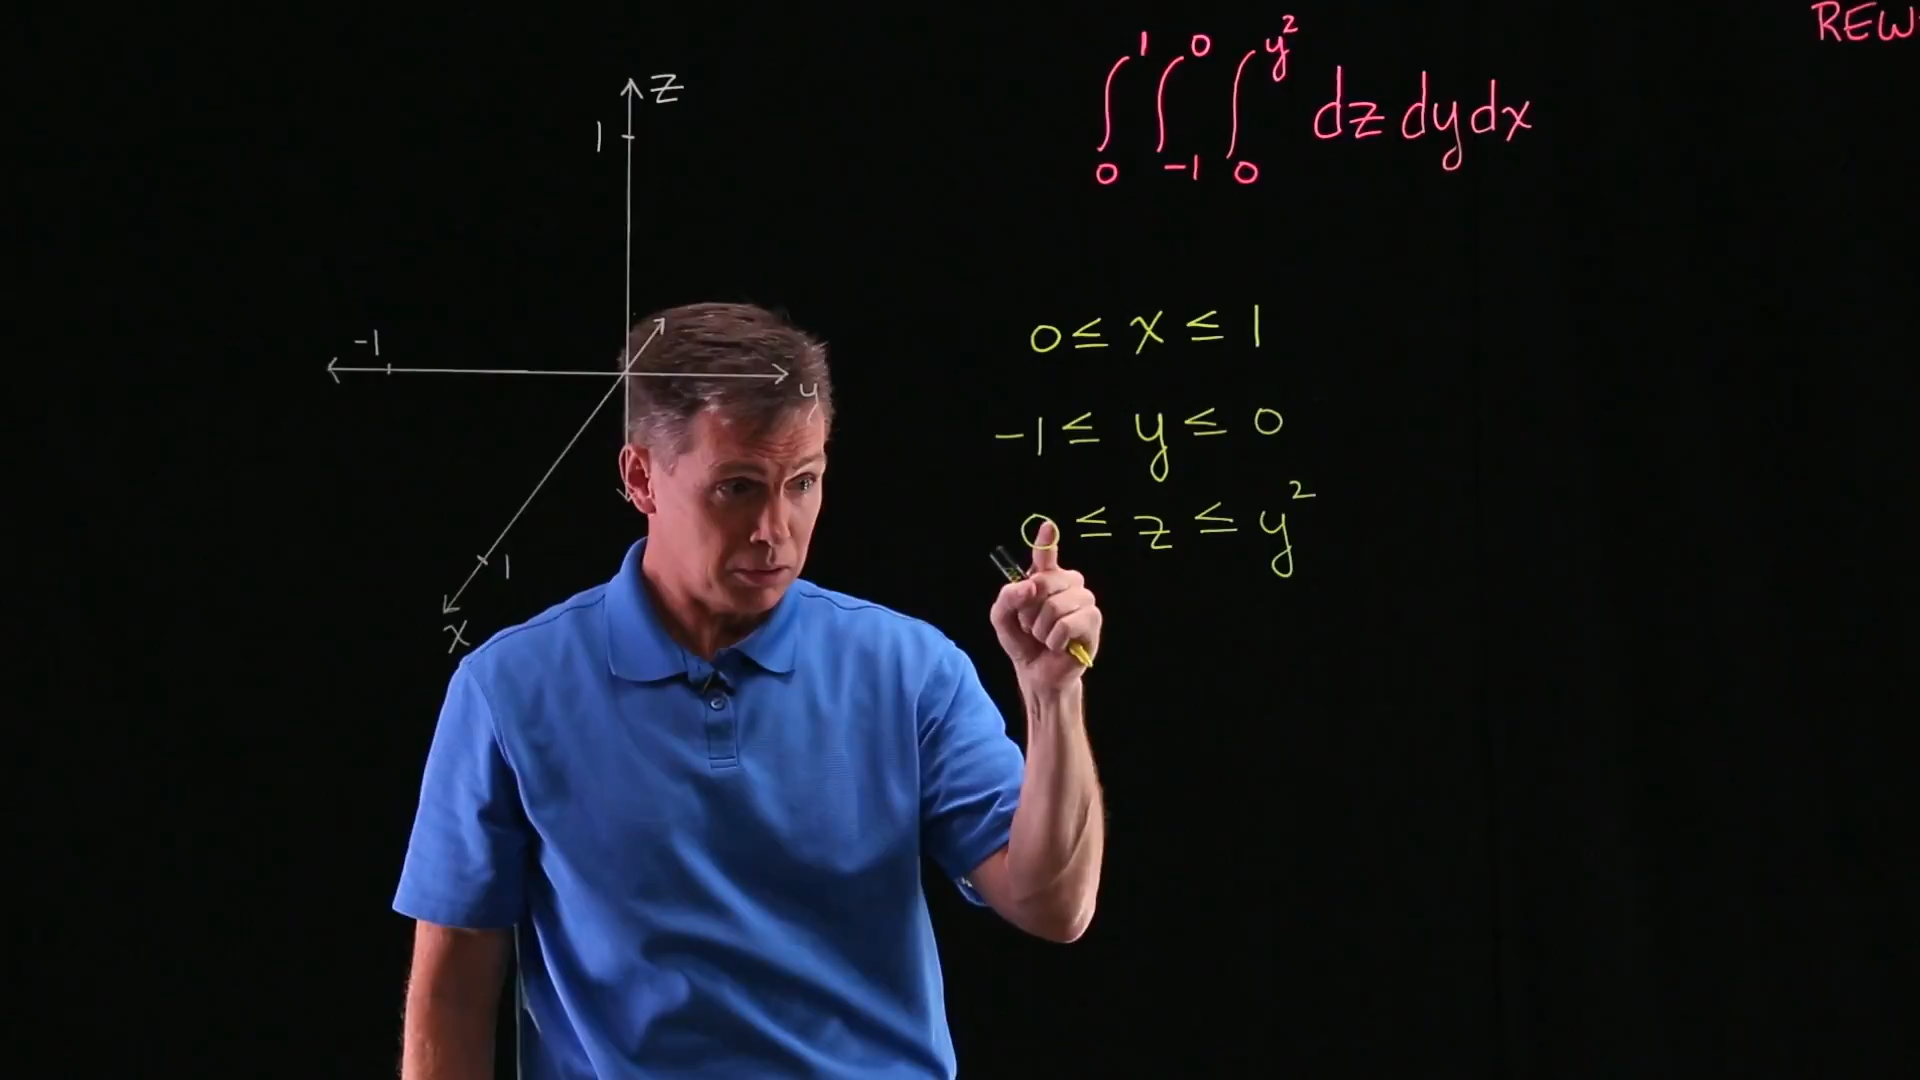 REW
∫₀¹ ∫₋₁⁰ ∫₀^{y²} dz dy dx
z
1
-1
y
1
x
0 ≤ x ≤ 1
-1 ≤ y ≤ 0
0 ≤ z ≤ y²